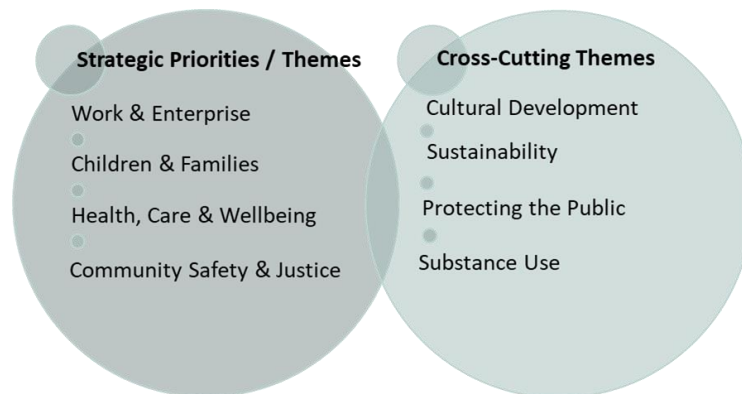 Strategic Priorities / Themes
Work & Enterprise
Children & Families
Health, Care & Wellbeing
Community Safety & Justice
Cross-Cutting Themes
Cultural Development
Sustainability
Protecting the Public
Substance Use